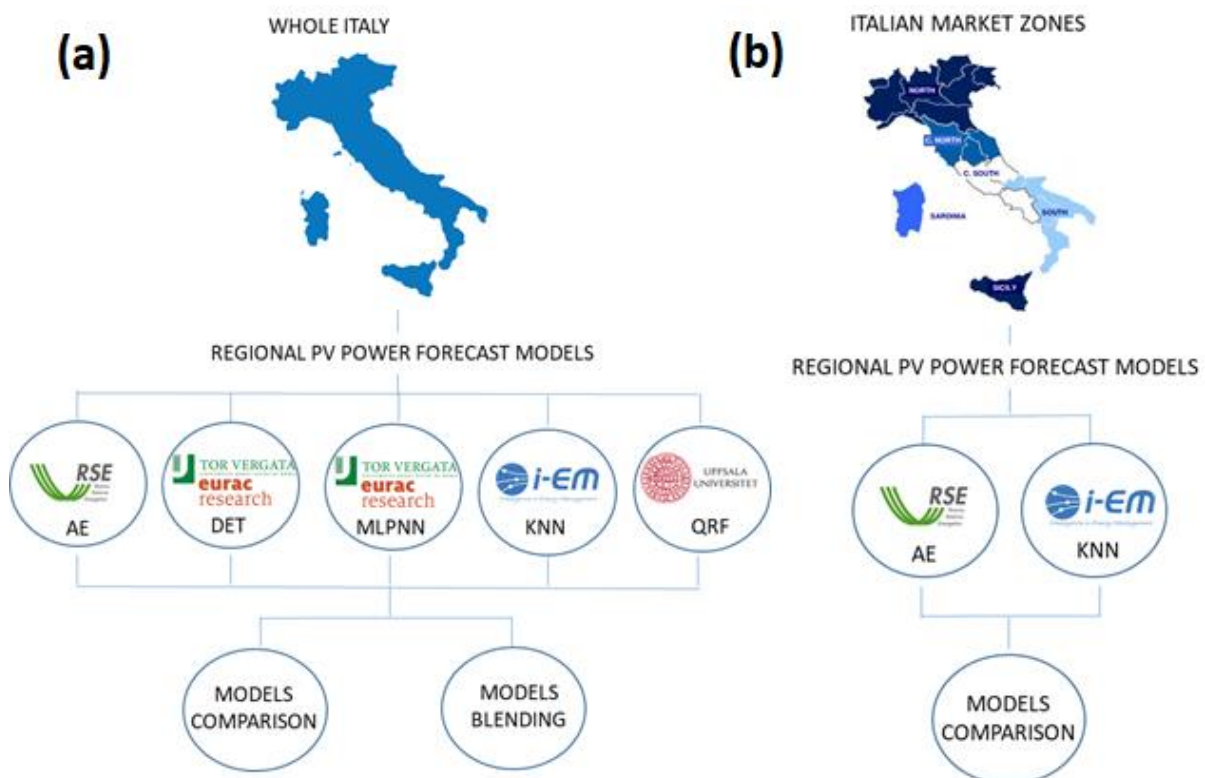 (a)
WHOLE ITALY
REGIONAL PV POWER FORECAST MODELS
RSE
AE
TOR VERGATA
eurac
research
DET
TOR VERGATA
eurac
research
MLPNN
i-EM
KNN
UPPSALA
UNIVERSITET
QRF
MODELS
COMPARISON
MODELS
BLENDING
(b)
ITALIAN MARKET ZONES
NORTH
C. NORTH
C. SOUTH
SARDINIA
SOUTH
SICILY
REGIONAL PV POWER FORECAST MODELS
RSE
AE
i-EM
KNN
MODELS
COMPARISON